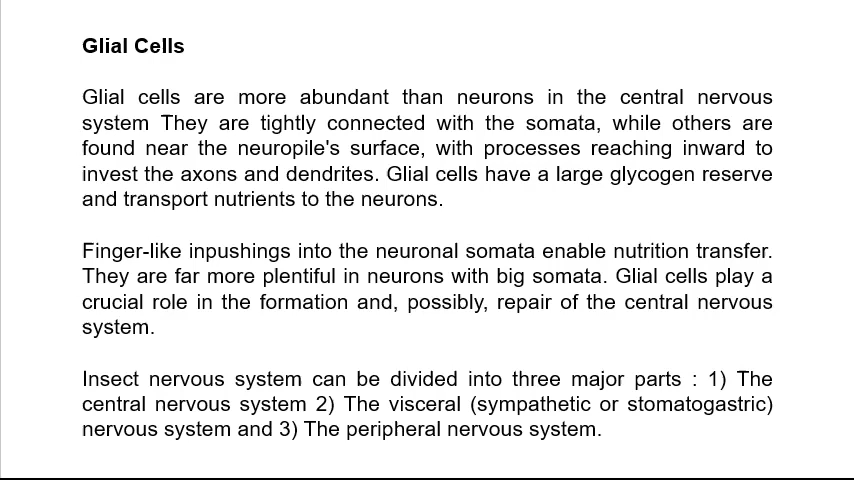 Glial Cells
Glial cells are more abundant than neurons in the central nervous
system They are tightly connected with the somata, while others are
found near the neuropile's surface, with processes reaching inward to
invest the axons and dendrites. Glial cells have a large glycogen reserve
and transport nutrients to the neurons.
Finger-like inpushings into the neuronal somata enable nutrition transfer.
They are far more plentiful in neurons with big somata. Glial cells play a
crucial role in the formation and, possibly, repair of the central nervous
system.
Insect nervous system can be divided into three major parts : 1) The
central nervous system 2) The visceral (sympathetic or stomatogastric)
nervous system and 3) The peripheral nervous system.